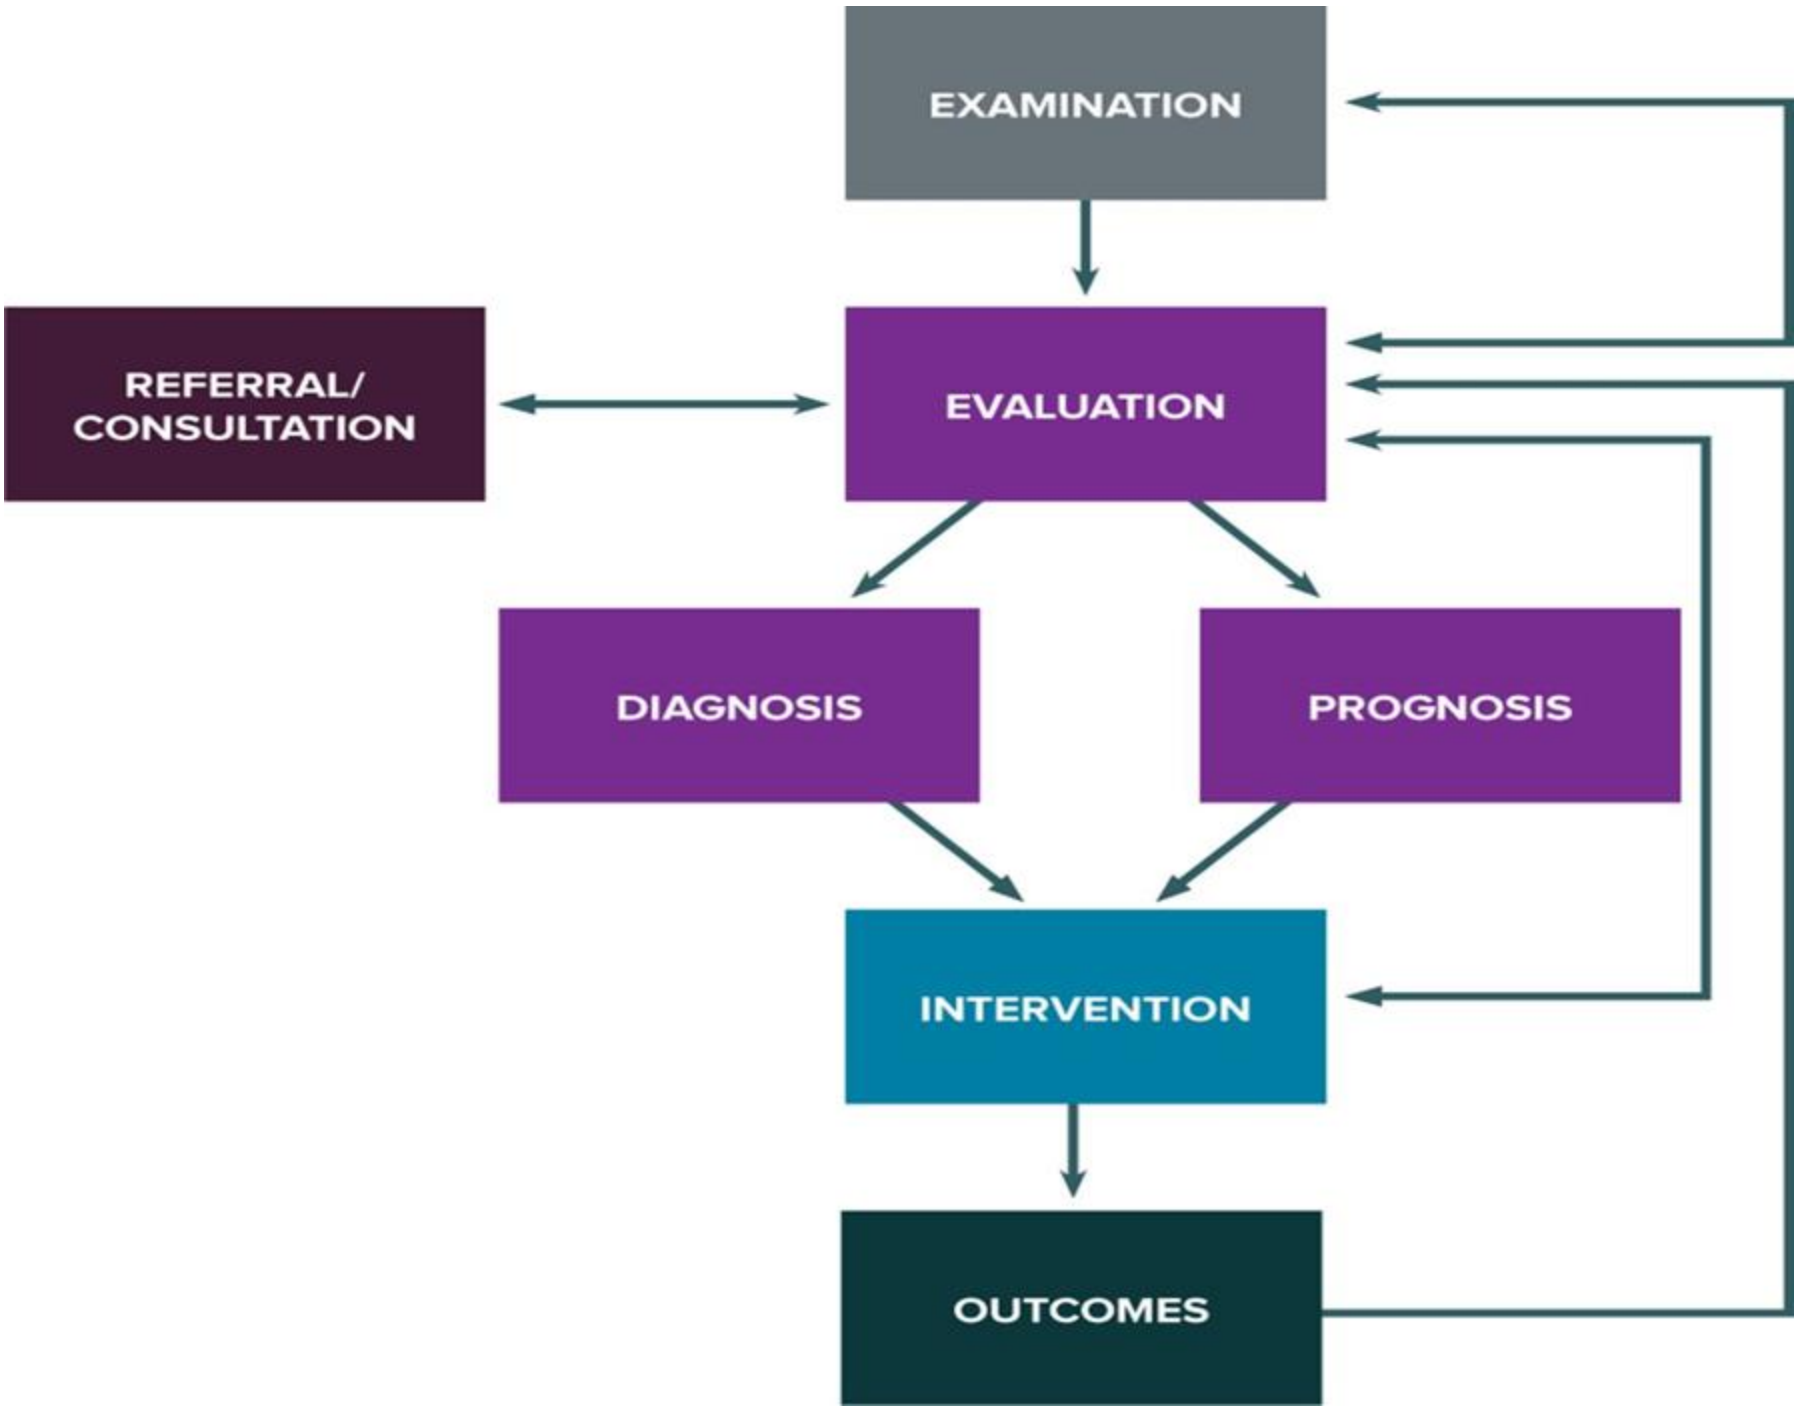 EXAMINATION
REFERRAL/
CONSULTATION
EVALUATION
DIAGNOSIS
PROGNOSIS
INTERVENTION
OUTCOMES